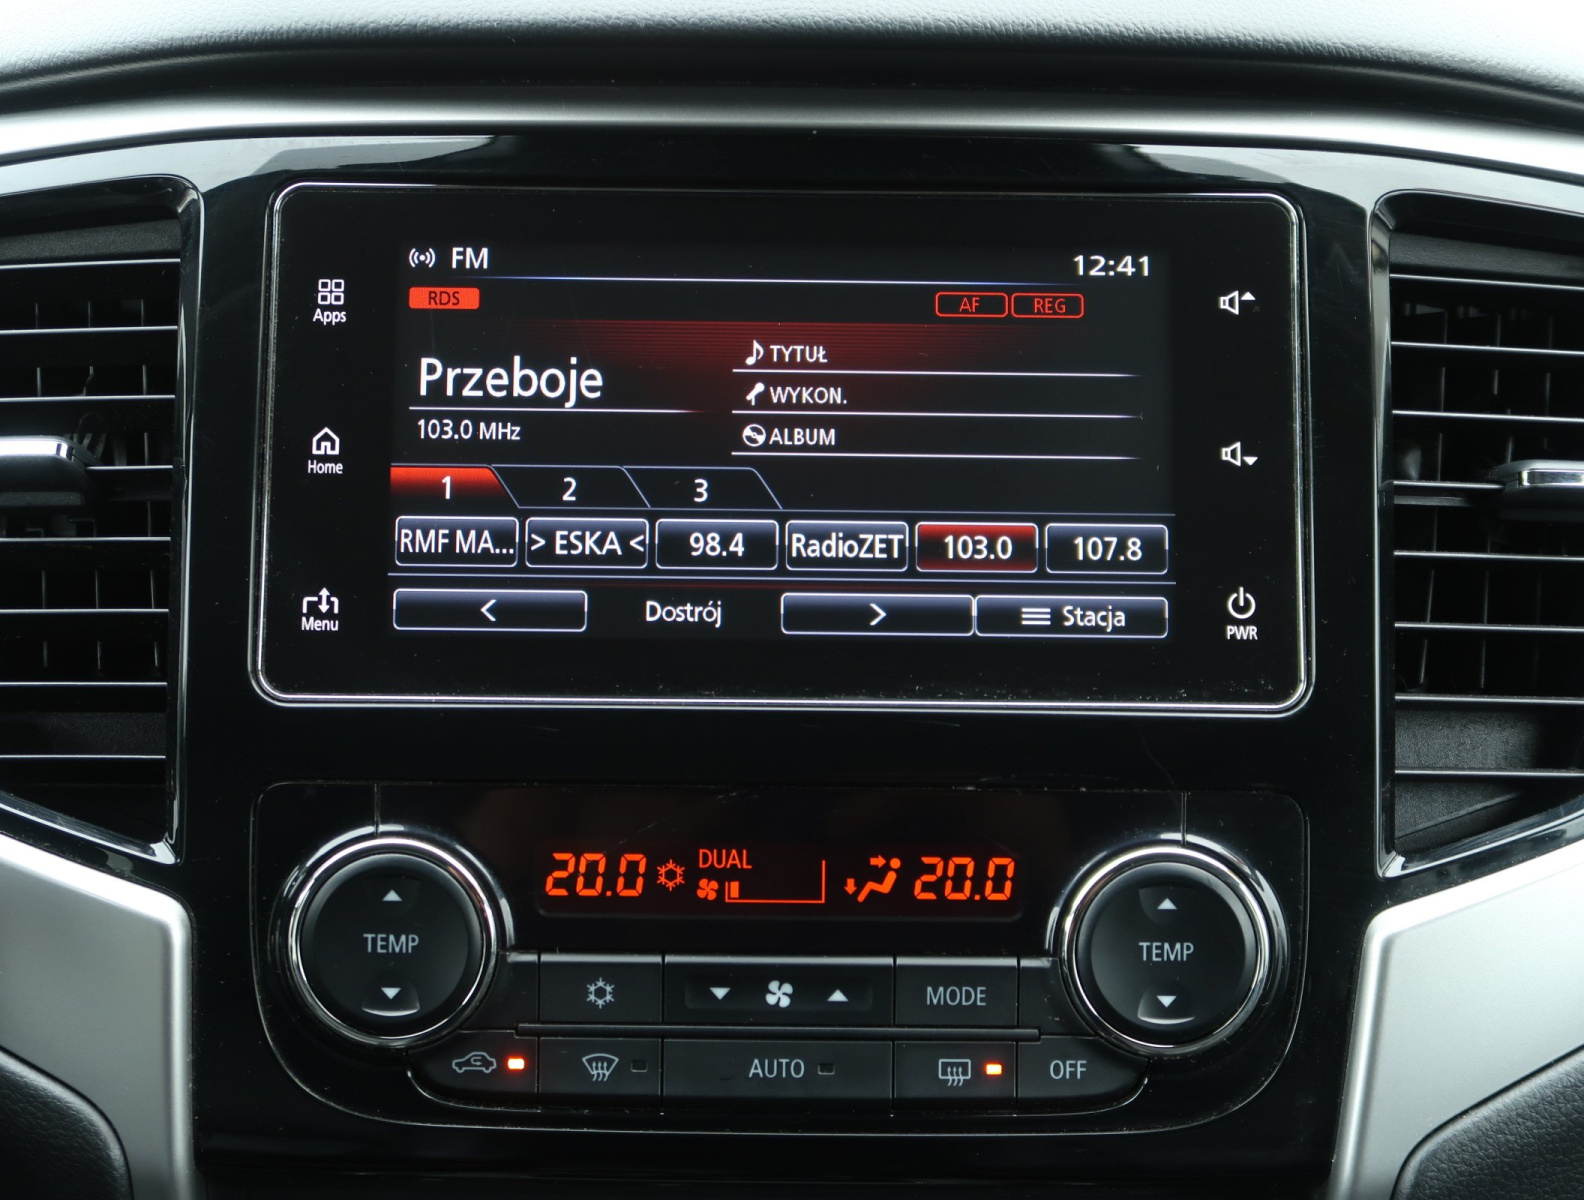 FM
12:41
RDS
AF
REG
Apps
Przeboje
103.0 MHz
TYTUŁ
WYKON.
ALBUM
Home
1
2
3
RMF MA...
> ESKA <
98.4
RadioZET
103.0
107.8
Menu
Dostrój
Stacja
PWR
20.0
DUAL
20.0
TEMP
TEMP
MODE
AUTO
OFF